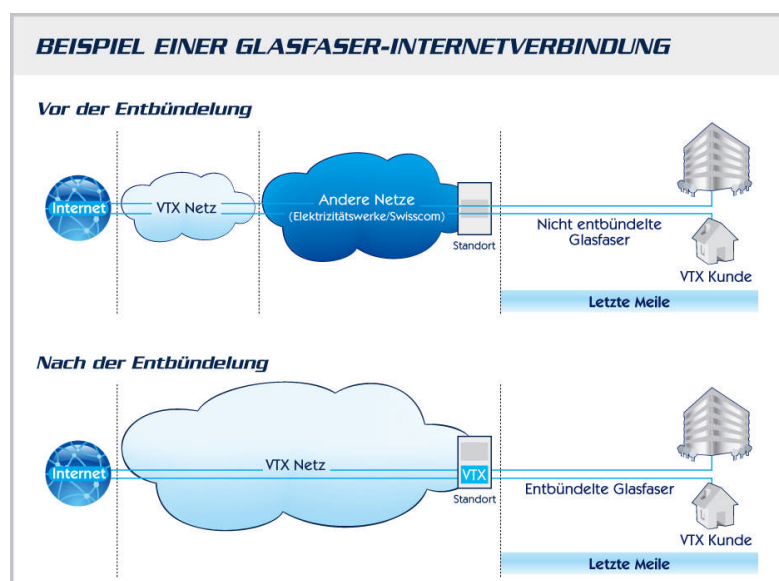 BEISPIEL EINER GLASFASER-INTERNETVERBINDUNG
Vor der Entbündelung
Internet
VTX Netz
Andere Netze
(Elektrizitätswerke/Swisscom)
Standort
Nicht entbündelte
Glasfaser
VTX Kunde
Letzte Meile
Nach der Entbündelung
Internet
VTX Netz
VTX
Standort
Entbündelte Glasfaser
VTX Kunde
Letzte Meile